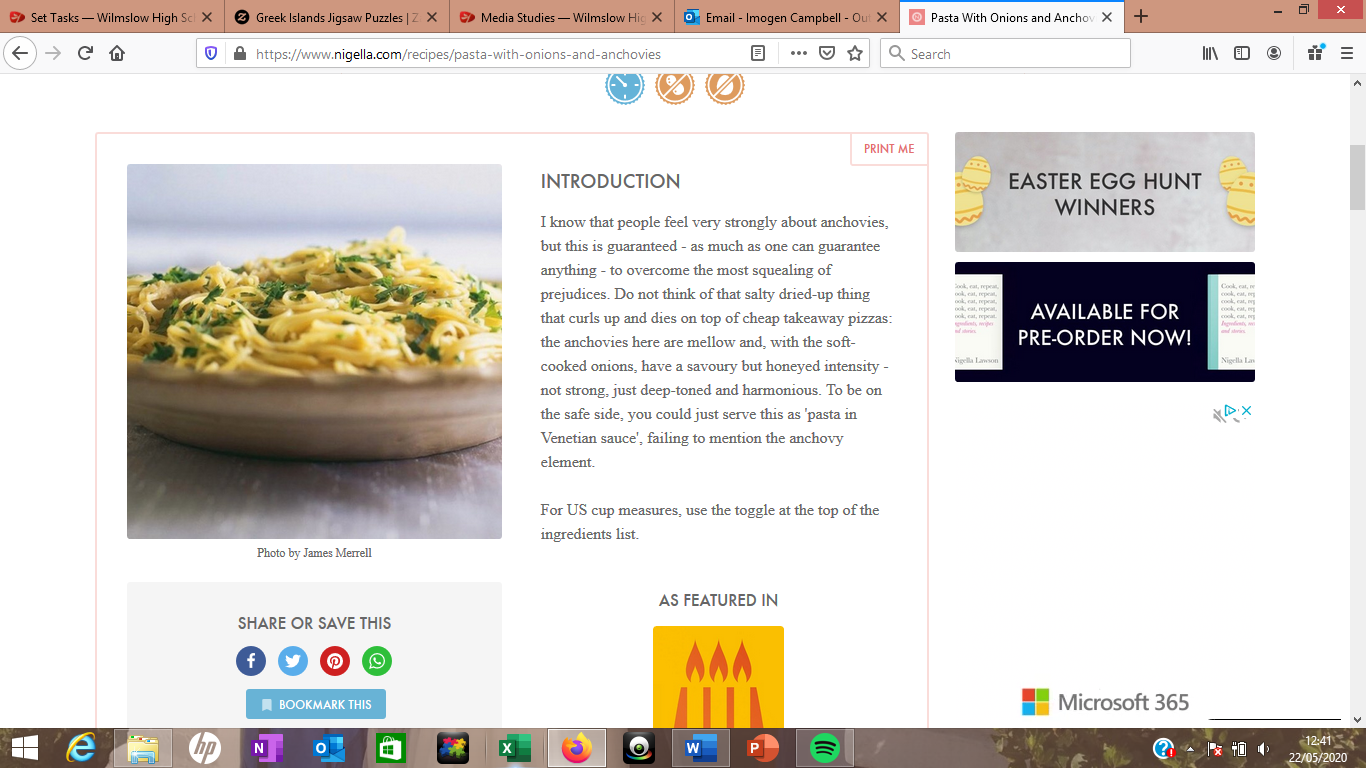 Set Tasks — Wilmslow High Sch
Greek Islands Jigsaw Puzzles | Z
Media Studies — Wilmslow Hig
Email - Imogen Campbell - Out
Pasta With Onions and Anchov
https://www.nigella.com/recipes/pasta-with-onions-and-anchovies
Search
PRINT ME
INTRODUCTION
I know that people feel very strongly about anchovies,
but this is guaranteed - as much as one can guarantee
anything - to overcome the most squealing of
prejudices. Do not think of that salty dried-up thing
that curls up and dies on top of cheap takeaway pizzas:
the anchovies here are mellow and, with the soft-
cooked onions, have a savoury but honeyed intensity -
not strong, just deep-toned and harmonious. To be on
the safe side, you could just serve this as 'pasta in
Venetian sauce', failing to mention the anchovy
element.
For US cup measures, use the toggle at the top of the
ingredients list.
Photo by James Merrell
SHARE OR SAVE THIS
BOOKMARK THIS
AS FEATURED IN
EASTER EGG HUNT
WINNERS
AVAILABLE FOR
PRE-ORDER NOW!
Nigella Lawson
Microsoft 365
12:41
22/05/2020